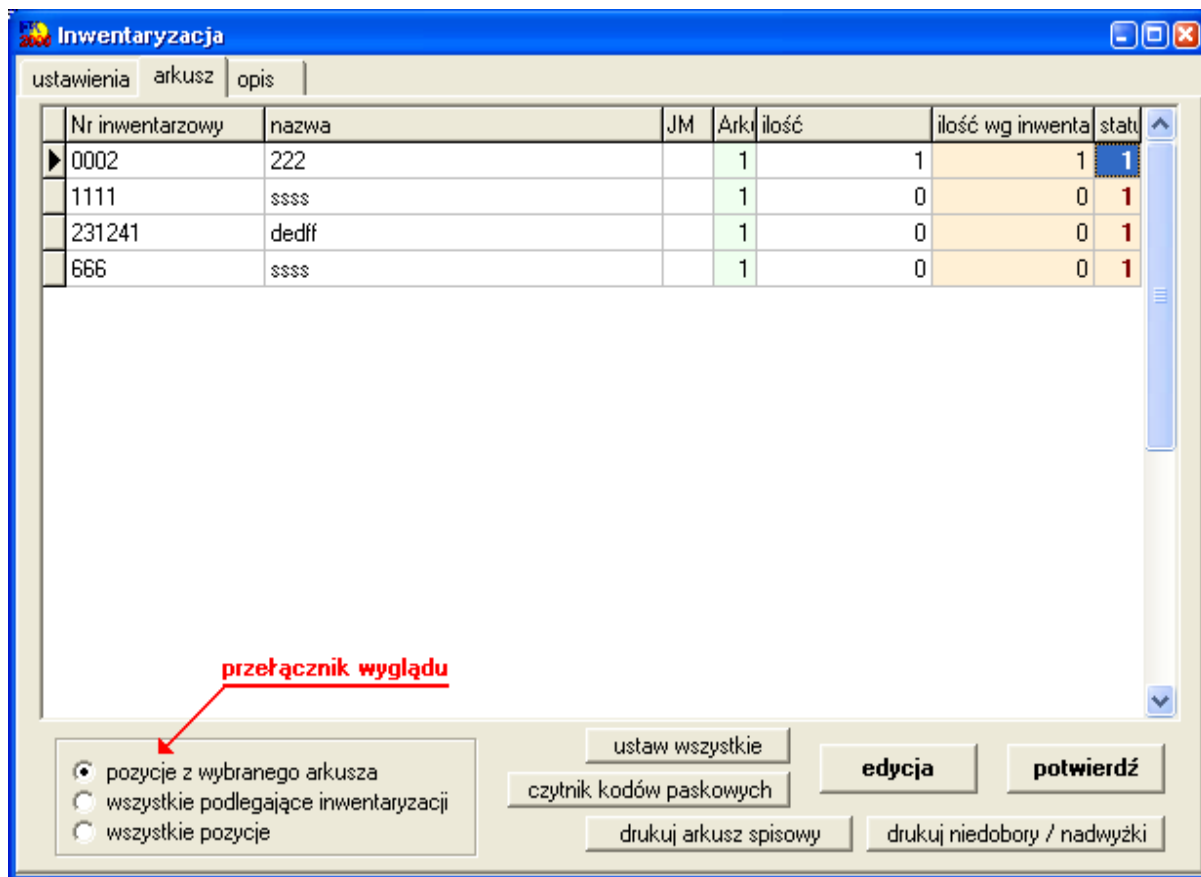 Inwentaryzacja
ustawienia arkusz opis
Nr inwentarzowy nazwa JM Arkı ilość ilość wg inwenta statu
0002 222 1 1 1 1
1111 ssss 1 0 0 1
231241 dedff 1 0 0 1
666 ssss 1 0 0 1
przełącznik wyglądu
pozycje z wybranego arkusza
wszystkie podlegające inwentaryzacji
wszystkie pozycje
ustaw wszystkie
czytnik kodów paskowych
edycja potwierdź
drukuj arkusz spisowy drukuj niedobory / nadwyżki